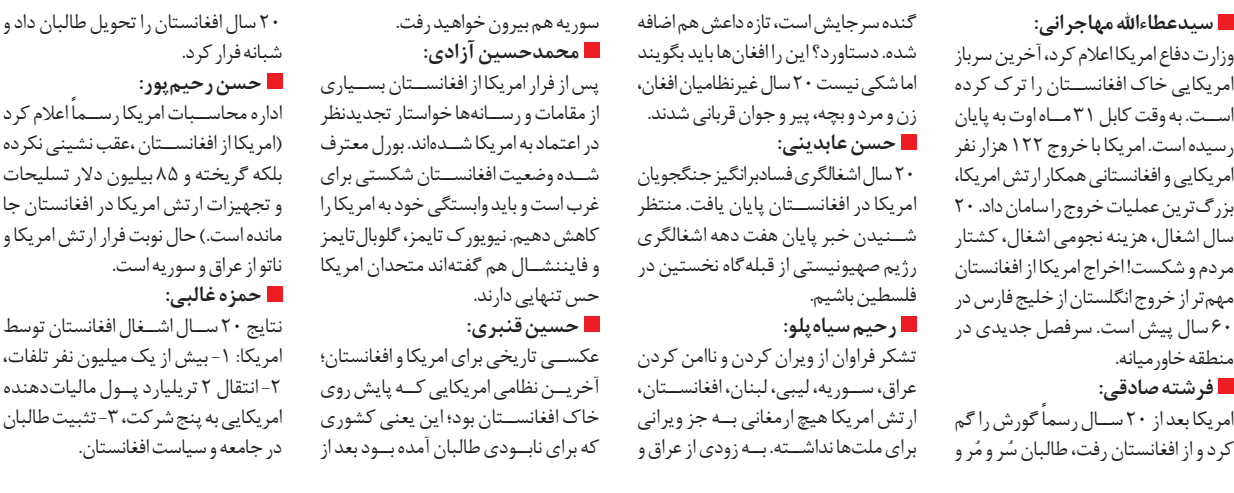 سیدعطاءالله مهاجرانی:
وزارت دفاع امریکا اعلام کرد، آخرین سرباز
امریکایی خاک افغانستان را ترک کرده
است. به وقت کابل ۳۱ ماه اوت به پایان
رسیده است. امریکا با خروج ۱۲۲ هزار نفر
امریکایی و افغانستانی همکار ارتش امریکا،
بزرگ‌ترین عملیات خروج را سامان داد. ۲۰
سال اشغال، هزینه نجومی اشغال، کشتار
مردم و شکست! اخراج امریکا از افغانستان
مهم‌تر از خروج انگلستان از خلیج فارس در
۶۰ سال پیش است. سرفصل جدیدی در
منطقه خاورمیانه.
فرشته صادقی:
امریکا بعد از ۲۰ سال رسماً گورش را گم
کرد و از افغانستان رفت، طالبان سُر و مُر و
گنده سر جایش است، تازه داعش هم اضافه
شده. دستاورد؟ این را افغان‌ها باید بگویند
اما شکی نیست ۲۰ سال غیرنظامیان افغان،
زن و مرد و بچه، پیر و جوان قربانی شدند.
حسن عابدینی:
۲۰ سال اشغالگری فسادبرانگیز جنگجویان
امریکا در افغانستان پایان یافت. منتظر
شنیدن خبر پایان هفت دهه اشغالگری
رژیم صهیونیستی از قبله‌گاه نخستین در
فلسطین باشیم.
رحیم سیاه‌پلو:
تشکر فراوان از ویران کردن و ناامن کردن
عراق، سوریه، لیبی، لبنان، افغانستان،
ارتش امریکا هیچ ارمغانی به جز ویرانی
برای ملت‌ها نداشته. به زودی از عراق و
سوریه هم بیرون خواهید رفت.
محمدحسین آزادی:
پس از فرار امریکا از افغانستان بسیاری
از مقامات و رسانه‌ها خواستار تجدیدنظر
در اعتماد به امریکا شده‌اند. بورل معترف
شده وضعیت افغانستان شکستی برای
غرب است و باید وابستگی خود به امریکا را
کاهش دهیم. نیویورک تایمز، گلوبال تایمز
و فایننشال هم گفته‌اند متحدان امریکا
حس تنهایی دارند.
حسین قنبری:
عکسی تاریخی برای امریکا و افغانستان؛
آخرین نظامی امریکایی که پایش روی
خاک افغانستان بود؛ این یعنی کشوری
که برای نابودی طالبان آمده بود بعد از
۲۰ سال افغانستان را تحویل طالبان داد و
شبانه فرار کرد.
حسن رحیم‌پور:
اداره محاسبات امریکا رسماً اعلام کرد
(امریکا از افغانستان ،عقب نشینی نکرده
بلکه گریخته و ۸۵ بیلیون دلار تسلیحات
و تجهیزات ارتش امریکا در افغانستان جا
مانده است.) حال نوبت فرار ارتش امریکا و
ناتو از عراق و سوریه است.
حمزه غالبی:
نتایج ۲۰ سال اشغال افغانستان توسط
امریکا: ۱- بیش از یک میلیون نفر تلفات،
۲- انتقال ۲ تریلیارد پول مالیات‌دهنده
امریکایی به پنج شرکت، ۳- تثبیت طالبان
در جامعه و سیاست افغانستان.